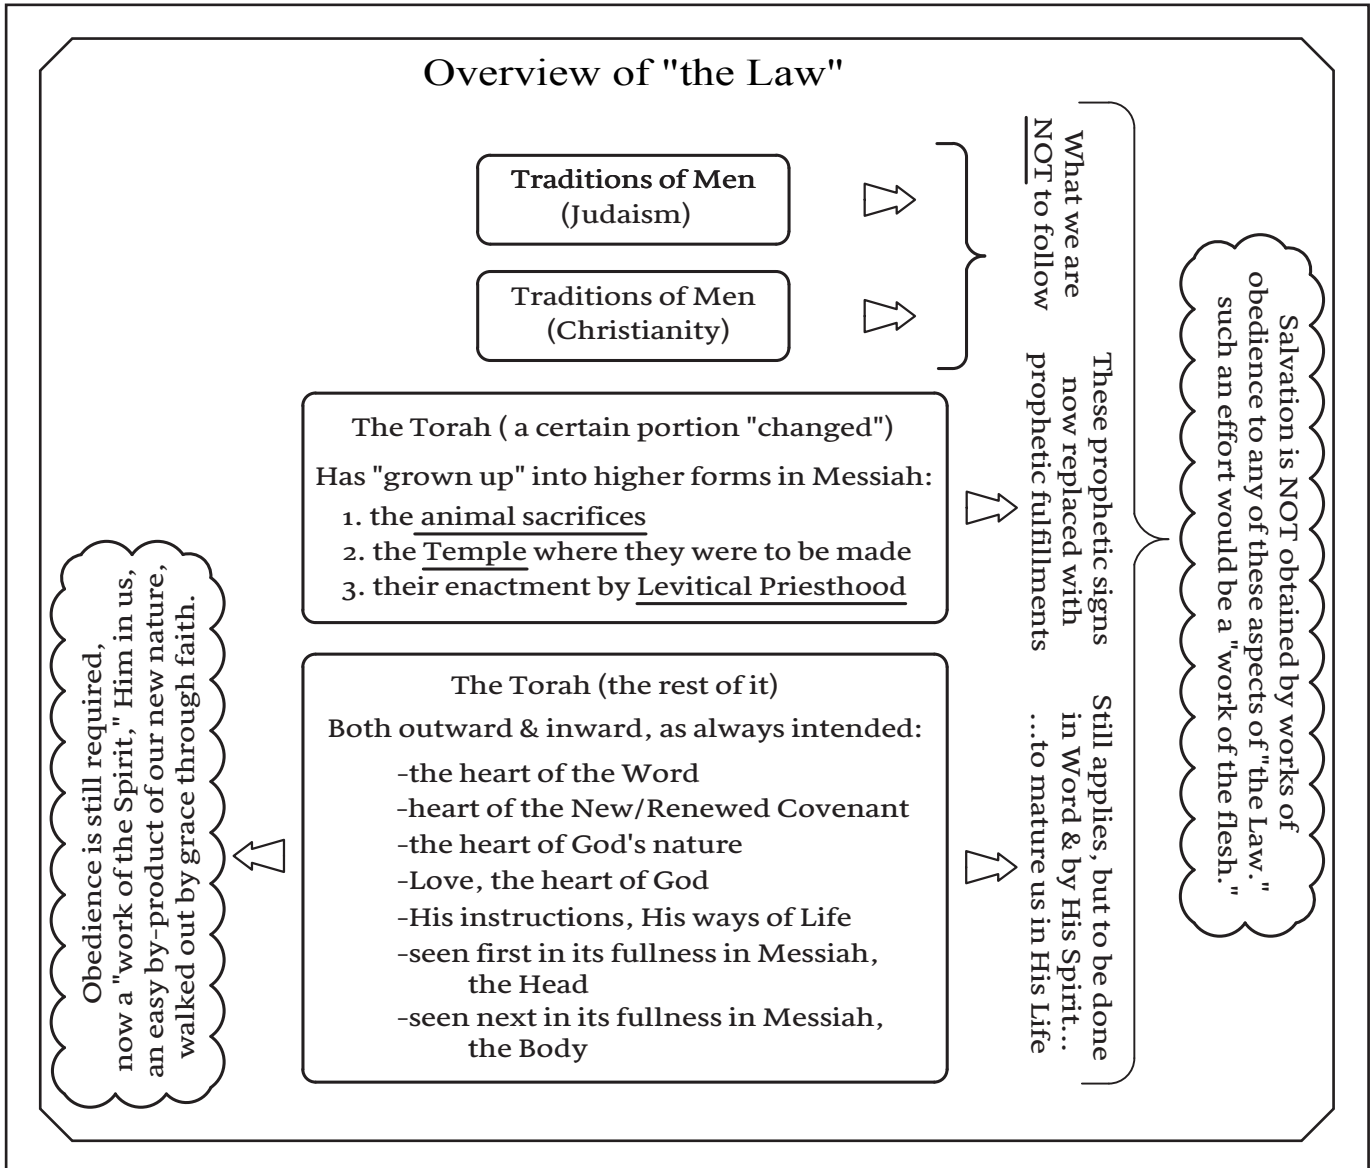 Overview of "the Law"
Traditions of Men
(Judaism)
Traditions of Men
(Christianity)
What we are
NOT to follow
The Torah ( a certain portion "changed")
Has "grown up" into higher forms in Messiah:
1. the animal sacrifices
2. the Temple where they were to be made
3. their enactment by Levitical Priesthood
These prophetic signs
now replaced with
prophetic fulfillments
The Torah (the rest of it)
Both outward & inward, as always intended:
-the heart of the Word
-heart of the New/Renewed Covenant
-the heart of God's nature
-Love, the heart of God
-His instructions, His ways of Life
-seen first in its fullness in Messiah,
the Head
-seen next in its fullness in Messiah,
the Body
Still applies, but to be done
in Word & by His Spirit...
...to mature us in His Life
Salvation is NOT obtained by works of
obedience to any of these aspects of "the Law."
such an effort would be a "work of the flesh."
Obedience is still required,
now a "work of the Spirit," Him in us,
an easy by-product of our new nature,
walked out by grace through faith.